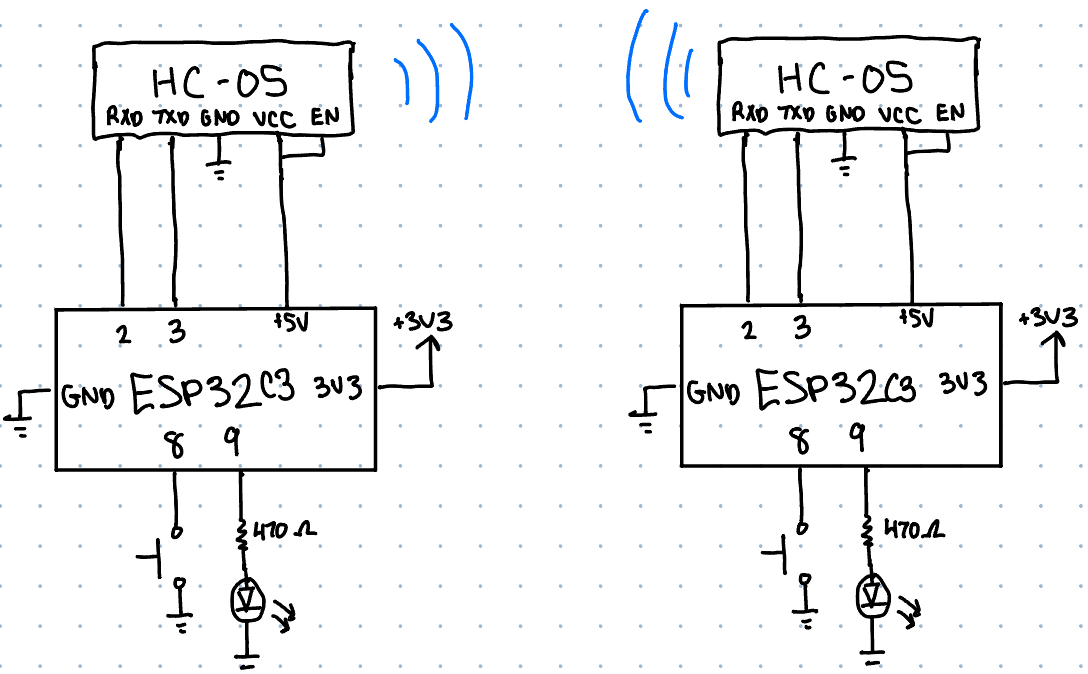 HC-05
RXD TXD GND VCC EN
2 3 +5V
+3V3
GND ESP32C3 3V3
8 9
470Ω
HC-05
RXD TXD GND VCC EN
2 3 +5V
+3V3
GND ESP32C3 3V3
8 9
470Ω